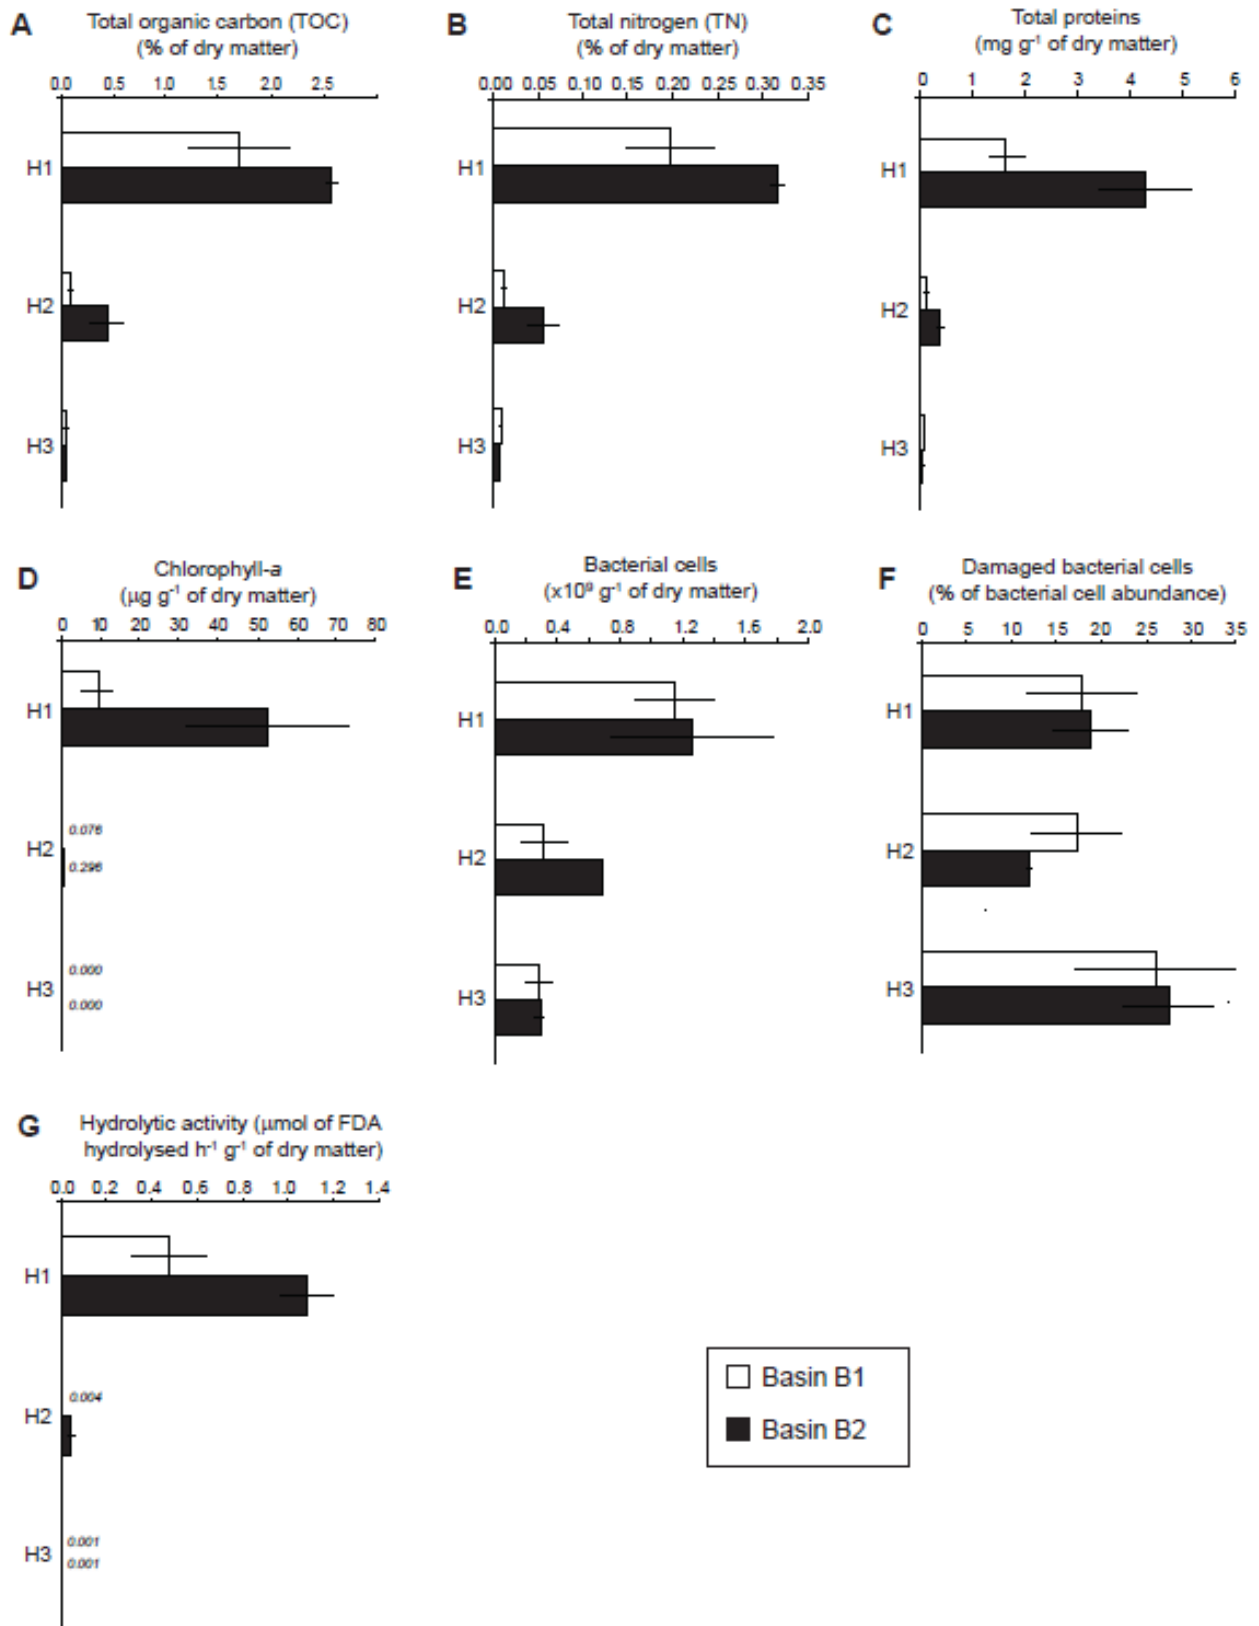 A Total organic carbon (TOC)
(% of dry matter)
0.0 0.5 1.0 1.5 2.0 2.5
H1
H2
H3
B Total nitrogen (TN)
(% of dry matter)
0.00 0.05 0.10 0.15 0.20 0.25 0.30 0.35
H1
H2
H3
C Total proteins
(mg g⁻¹ of dry matter)
0 1 2 3 4 5 6
H1
H2
H3
D Chlorophyll-a
(μg g⁻¹ of dry matter)
0 10 20 30 40 50 60 70 80
H1
0.076
H2
0.296
0.000
H3
0.000
E Bacterial cells
(x10⁹ g⁻¹ of dry matter)
0.0 0.4 0.8 1.2 1.6 2.0
H1
H2
H3
F Damaged bacterial cells
(% of bacterial cell abundance)
0 5 10 15 20 25 30 35
H1
H2
H3
G Hydrolytic activity (μmol of FDA
hydrolysed h⁻¹ g⁻¹ of dry matter)
0.0 0.2 0.4 0.6 0.8 1.0 1.2 1.4
H1
0.004
H2
0.001
H3
0.001
Basin B1
Basin B2